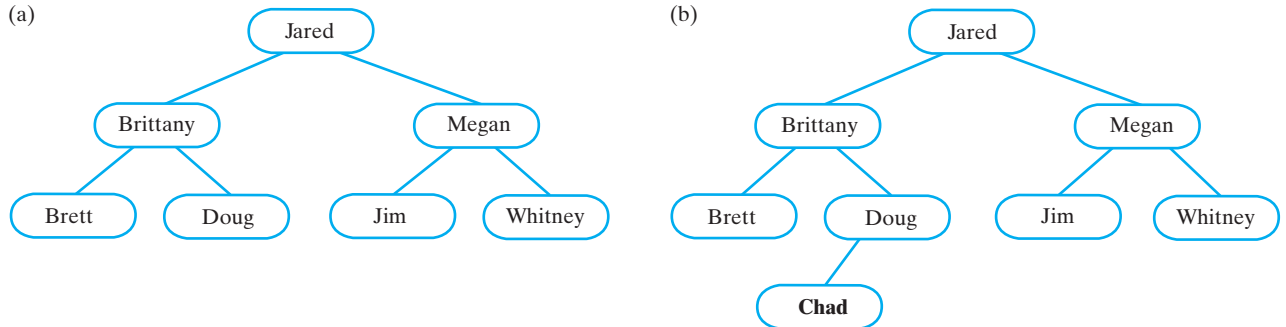 (a)
Jared
Brittany
Megan
Brett
Doug
Jim
Whitney
(b)
Jared
Brittany
Megan
Brett
Doug
Jim
Whitney
Chad